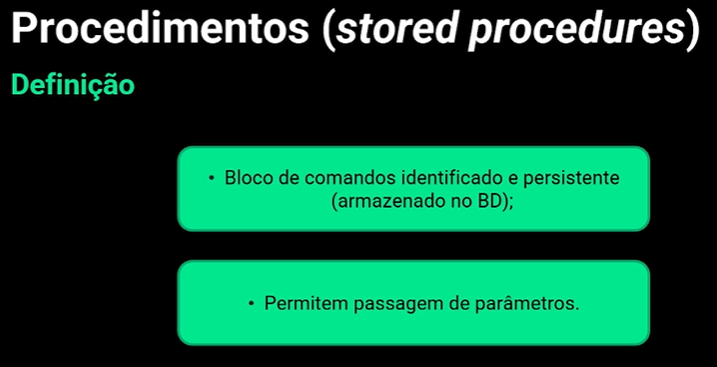 Procedimentos (stored procedures)
Definição
• Bloco de comandos identificado e persistente
(armazenado no BD);
• Permitem passagem de parâmetros.